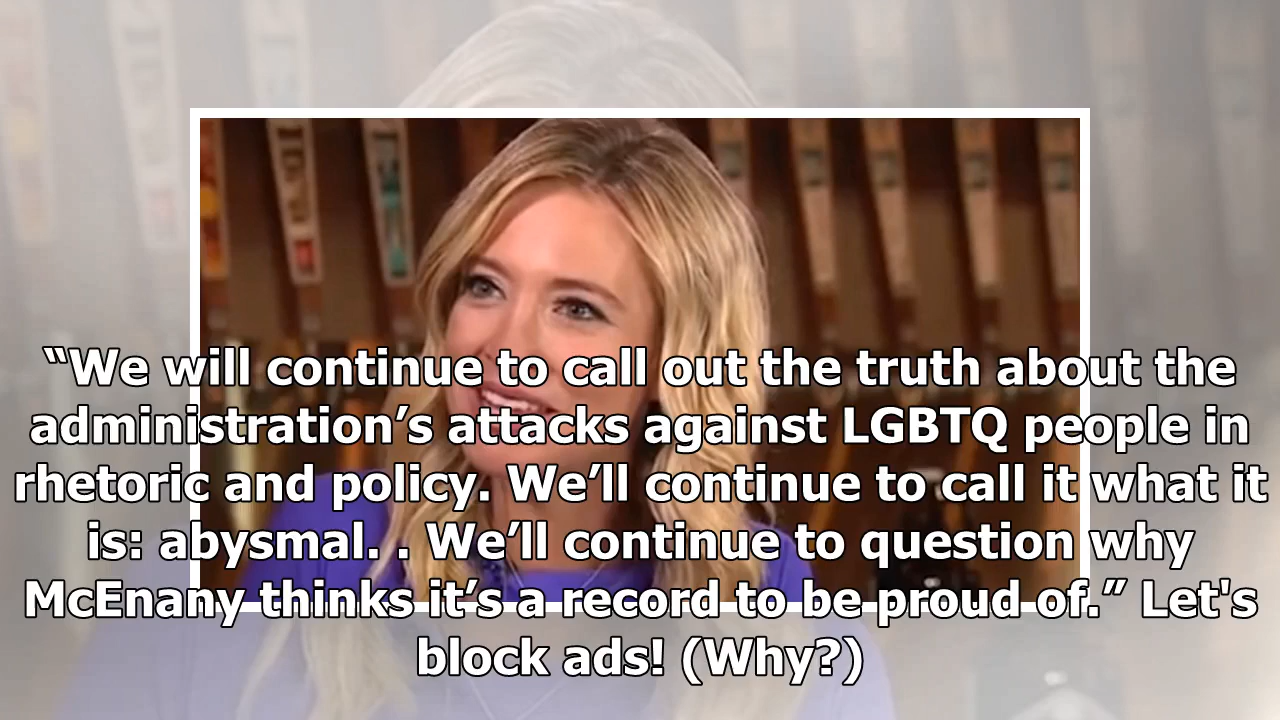 “We will continue to call out the truth about the
administration’s attacks against LGBTQ people in
rhetoric and policy. We’ll continue to call it what it
is: abysmal. . We’ll continue to question why
McEnany thinks it’s a record to be proud of.” Let's
block ads! (Why?)